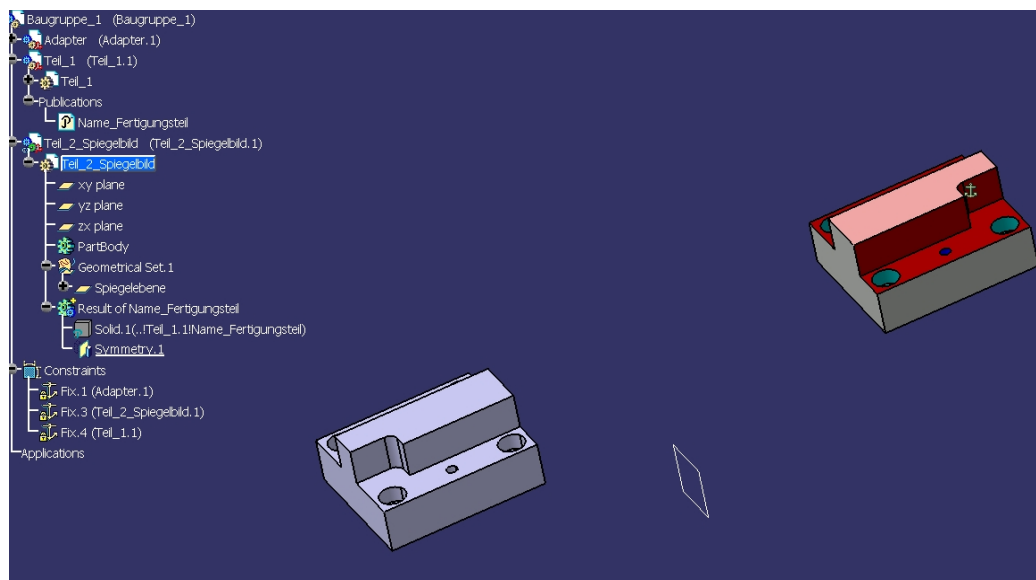 Baugruppe_1 (Baugruppe_1)
Adapter (Adapter.1)
Teil_1 (Teil_1.1)
Teil_1
Publications
Name_Fertigungsteil
Teil_2_Spiegelbild (Teil_2_Spiegelbild.1)
Teil_2_Spiegelbild
xy plane
yz plane
zx plane
PartBody
Geometrical Set.1
Spiegelebene
Result of Name_Fertigungsteil
Solid.1(..!Teil_1.1!Name_Fertigungsteil)
Symmetry.1
Constraints
Fix.1 (Adapter.1)
Fix.3 (Teil_2_Spiegelbild.1)
Fix.4 (Teil_1.1)
Applications